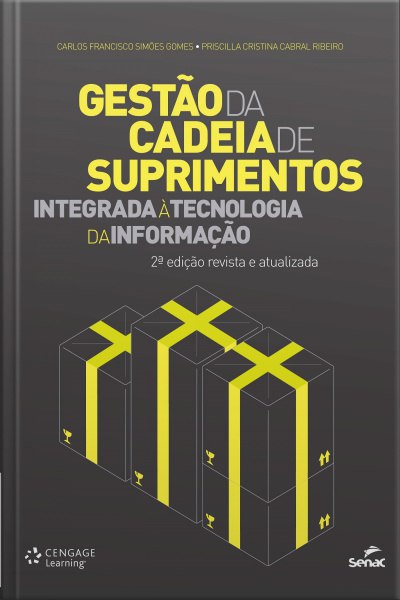 CARLOS FRANCISCO SIMÕES GOMES • PRISCILLA CRISTINA CABRAL RIBEIRO
GESTÃO DA
CADEIA DE
SUPRIMENTOS
INTEGRADA À TECNOLOGIA
DA INFORMAÇÃO
2ª edição revista e atualizada
CENGAGE
Learning™
Senac